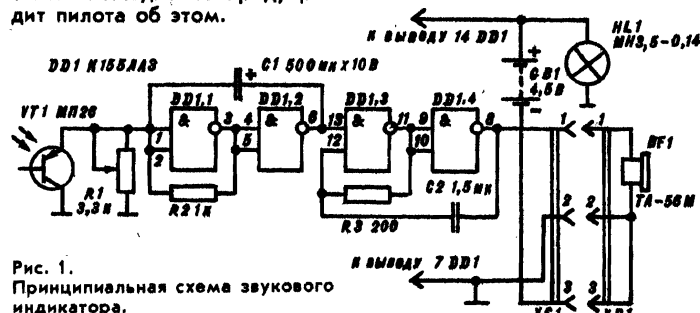 дит пилота об этом.
К выводу 14 DD1
HL1
МН3,5-0,14
DD1 К155ЛА3
C1 500мк×10В
+
GB1
4,5В
-
VT1 МП26
DD1.1
DD1.2
DD1.3
DD1.4
&
&
&
&
1
2
3
4
5
6
13
12
11
9
10
8
R1
3,3к
R2 1к
R3 200
C2 1,5мк
1
1
2
2
3
3
BF1
ТА-56М
К выводу 7 DD1
Рис. 1.
Принципиальная схема звукового
индикатора.